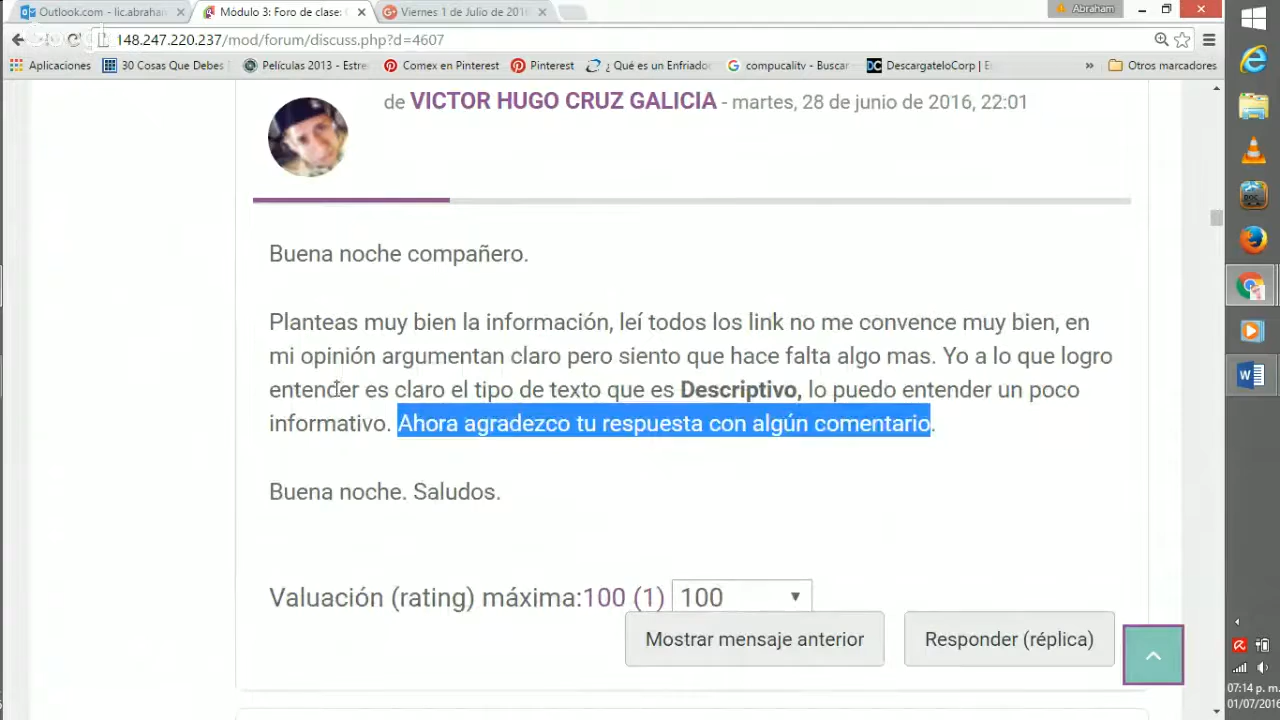 Outlook.com - lic.abraham
Módulo 3: Foro de clase:
Viernes 1 de Julio de 2016
Abraham
148.247.220.237/mod/forum/discuss.php?d=4607
Aplicaciones
30 Cosas Que Debes
Películas 2013 - Estre
Comex en Pinterest
Pinterest
¿ Qué es un Enfriado
compucality - Buscar
DescargateloCorp | E
»
Otros marcadores
de VICTOR HUGO CRUZ GALICIA - martes, 28 de junio de 2016, 22:01
Buena noche compañero.
Planteas muy bien la información, leí todos los link no me convence muy bien, en
mi opinión argumentan claro pero siento que hace falta algo mas. Yo a lo que logro
entender es claro el tipo de texto que es Descriptivo, lo puedo entender un poco
informativo. Ahora agradezco tu respuesta con algún comentario.
Buena noche. Saludos.
Valuación (rating) máxima:100 (1) 100
Mostrar mensaje anterior
Responder (réplica)
07:14 p. m.
01/07/2016